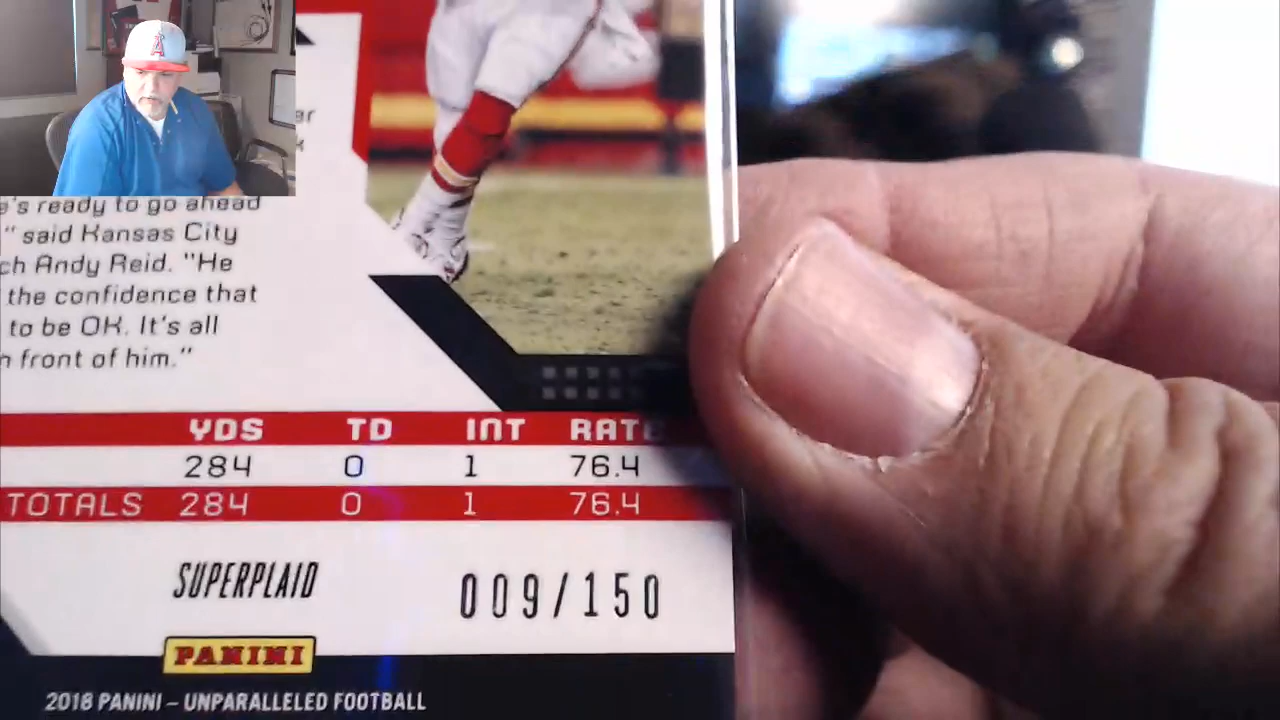 A
er
k
e's ready to go ahead
" said Kansas City
ch Andy Reid. "He
the confidence that
to be OK. It's all
n front of him."
YDS TD INT RATE
284 0 1 76.4
TOTALS 284 0 1 76.4
SUPERPLAID 009/150
PANINI
2018 PANINI – UNPARALLELED FOOTBALL